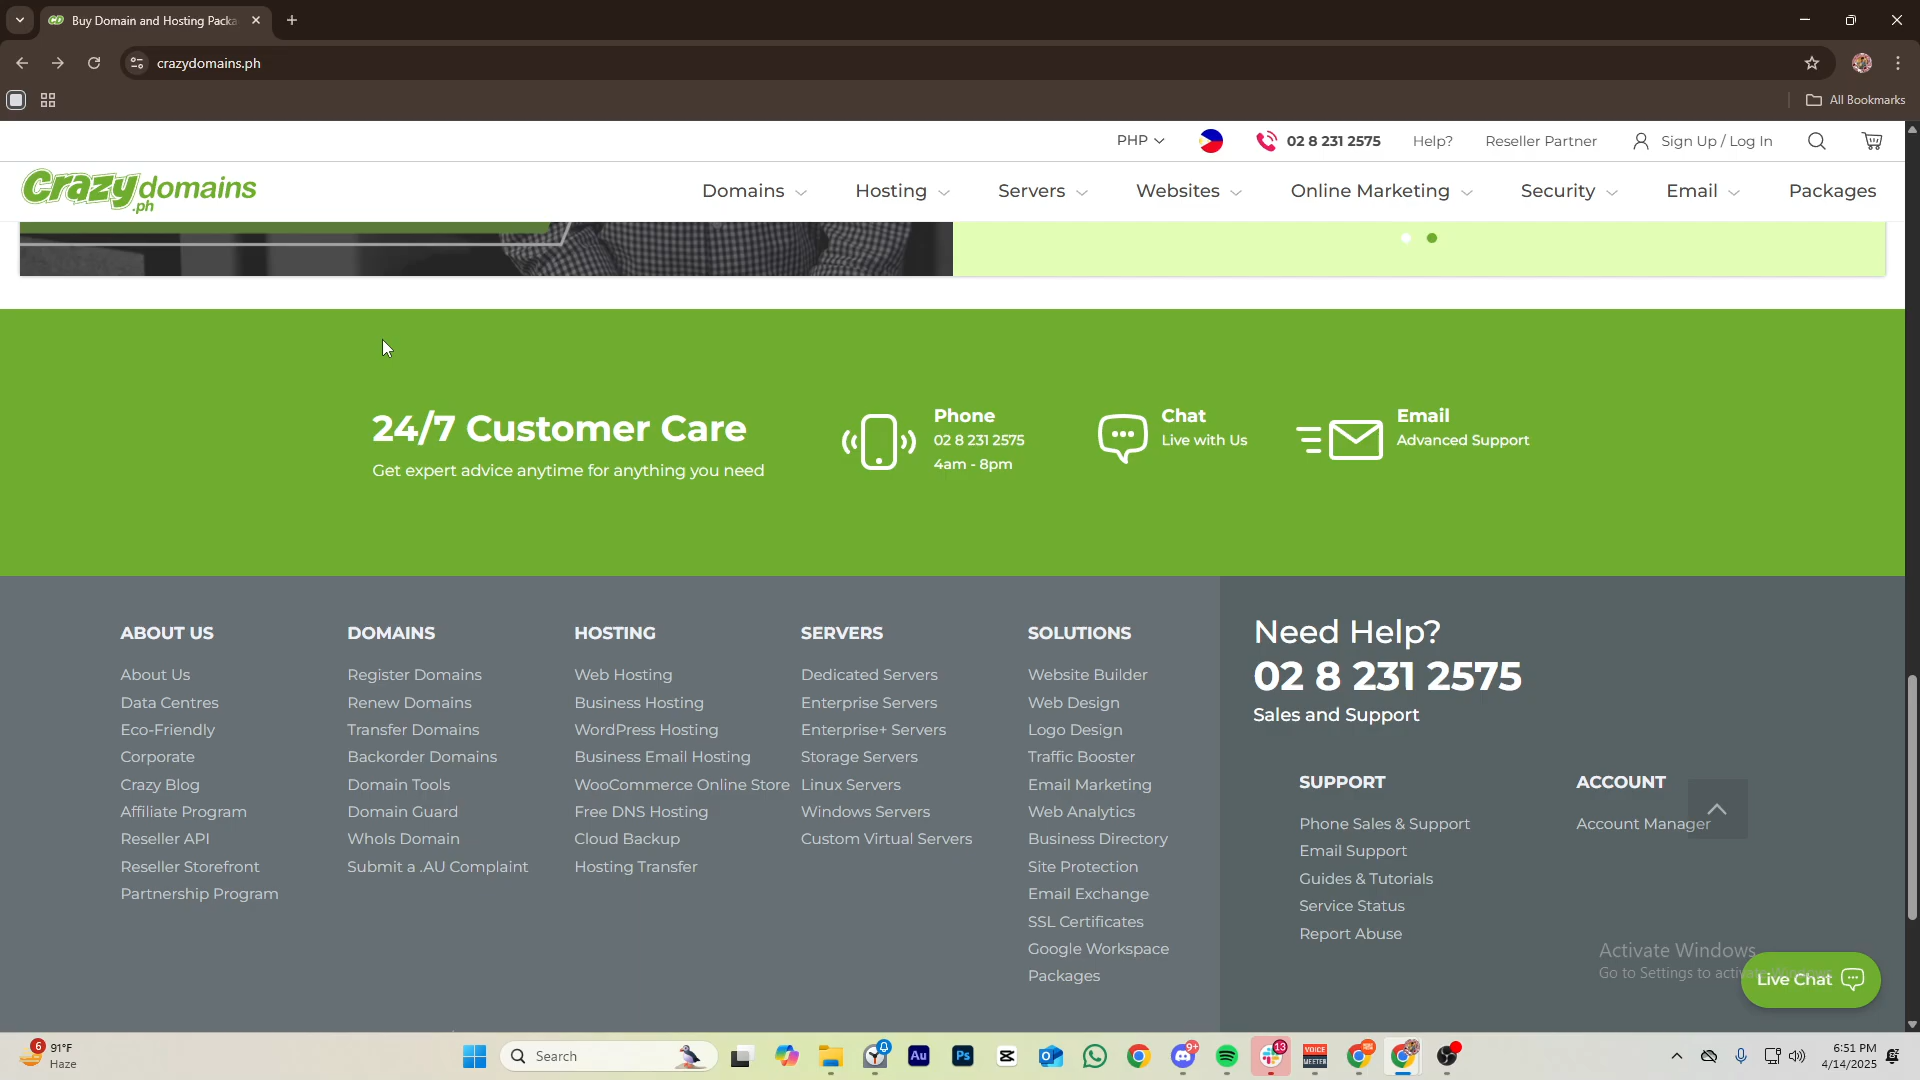 Buy Domain and Hosting Packa
crazydomains.ph
All Bookmarks
PHP
02 8 231 2575
Help?
Reseller Partner
Sign Up / Log In
Crazydomains.ph
Domains
Hosting
Servers
Websites
Online Marketing
Security
Email
Packages
24/7 Customer Care
Get expert advice anytime for anything you need
Phone
02 8 231 2575
4am - 8pm
Chat
Live with Us
Email
Advanced Support
ABOUT US
About Us
Data Centres
Eco-Friendly
Corporate
Crazy Blog
Affiliate Program
Reseller API
Reseller Storefront
Partnership Program
DOMAINS
Register Domains
Renew Domains
Transfer Domains
Backorder Domains
Domain Tools
Domain Guard
WhoIs Domain
Submit a .AU Complaint
HOSTING
Web Hosting
Business Hosting
WordPress Hosting
Business Email Hosting
WooCommerce Online Store
Free DNS Hosting
Cloud Backup
Hosting Transfer
SERVERS
Dedicated Servers
Enterprise Servers
Enterprise+ Servers
Storage Servers
Linux Servers
Windows Servers
Custom Virtual Servers
SOLUTIONS
Website Builder
Web Design
Logo Design
Traffic Booster
Email Marketing
Web Analytics
Business Directory
Site Protection
Email Exchange
SSL Certificates
Google Workspace
Packages
Need Help?
02 8 231 2575
Sales and Support
SUPPORT
Phone Sales & Support
Email Support
Guides & Tutorials
Service Status
Report Abuse
ACCOUNT
Account Manager
Activate Windows
Go to Settings to activate
Live Chat
6
91°F
Haze
Search
Au
Ps
9+
13
VOICE
MEETER
6:51 PM
4/14/2025